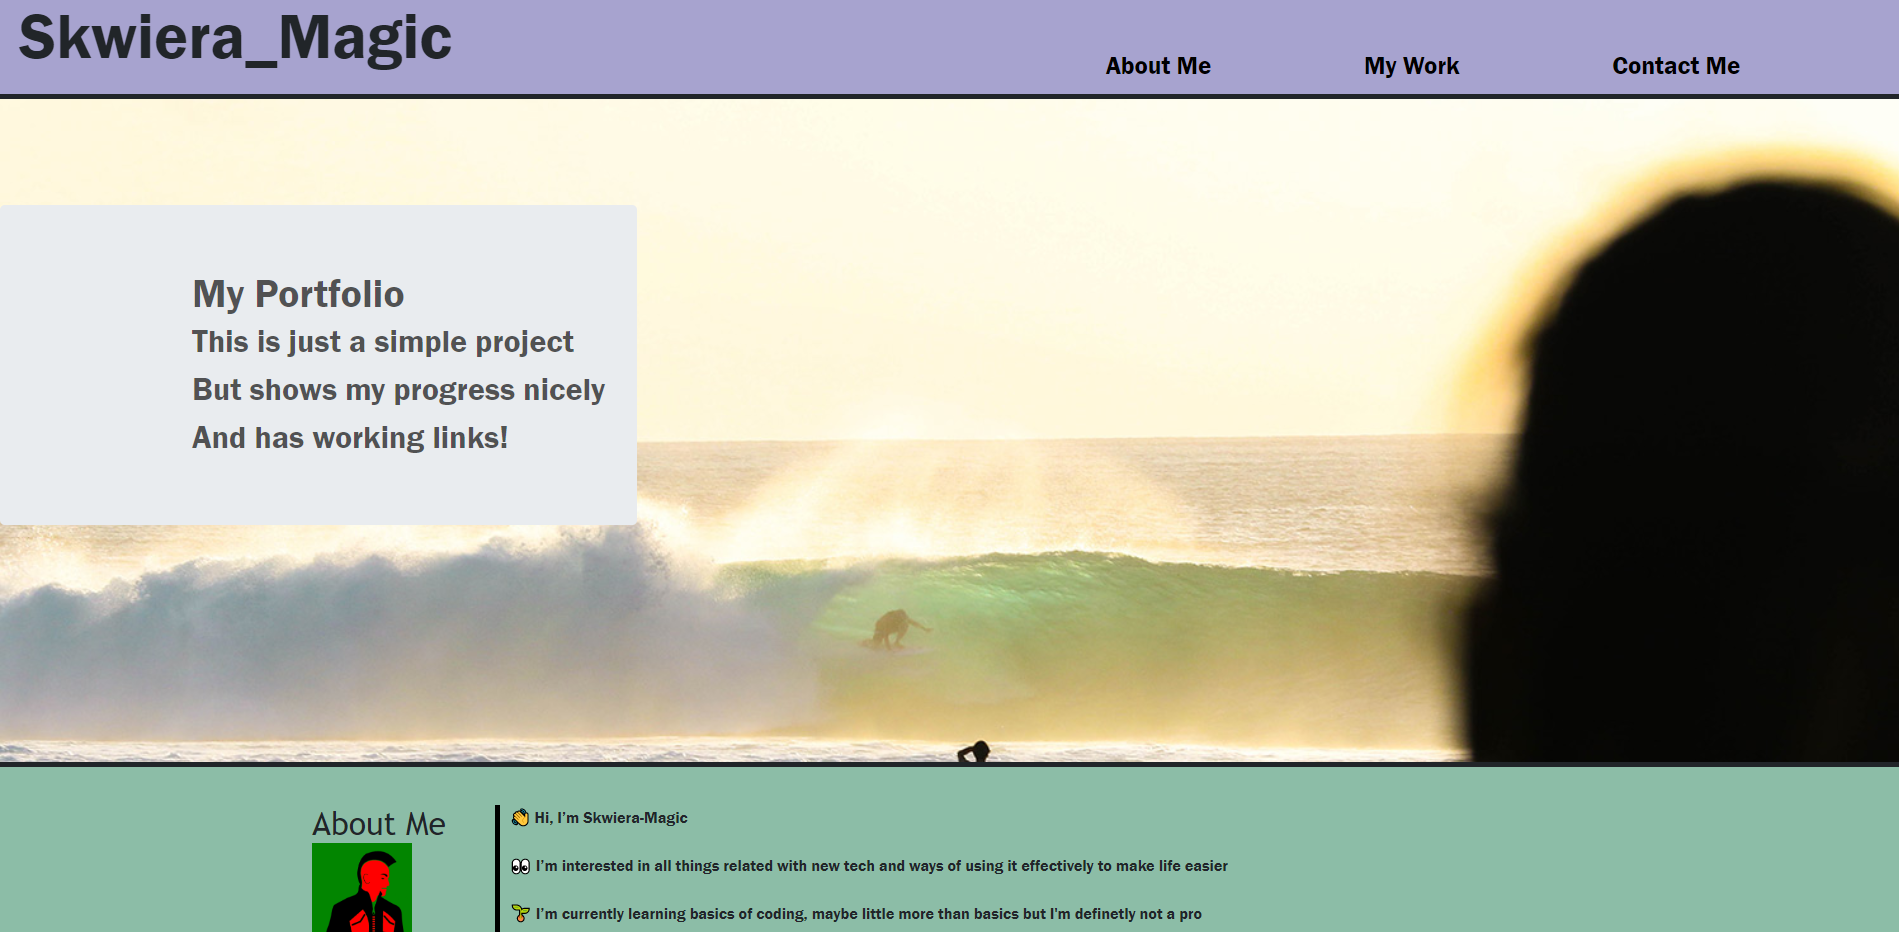 Skwiera_Magic
About Me
My Work
Contact Me
My Portfolio
This is just a simple project
But shows my progress nicely
And has working links!
About Me
👋 Hi, I’m Skwiera-Magic
👀 I’m interested in all things related with new tech and ways of using it effectively to make life easier
🌱 I’m currently learning basics of coding, maybe little more than basics but I'm definetly not a pro